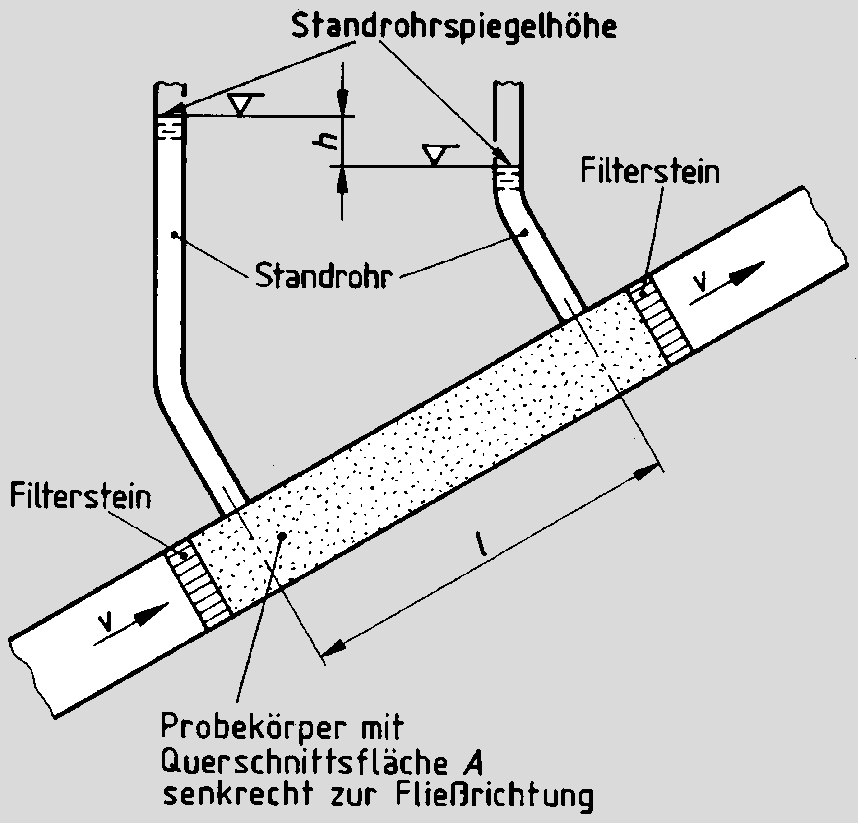 Standrohrspiegelhöhe
h
Filterstein
Standrohr
v
Filterstein
l
v
Probekörper mit
Querschnittsfläche A
senkrecht zur Fließrichtung